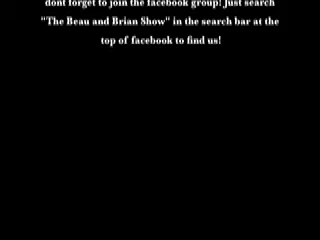 dont forget to join the facebook group! Just search
"The Beau and Brian Show" in the search bar at the
top of facebook to find us!